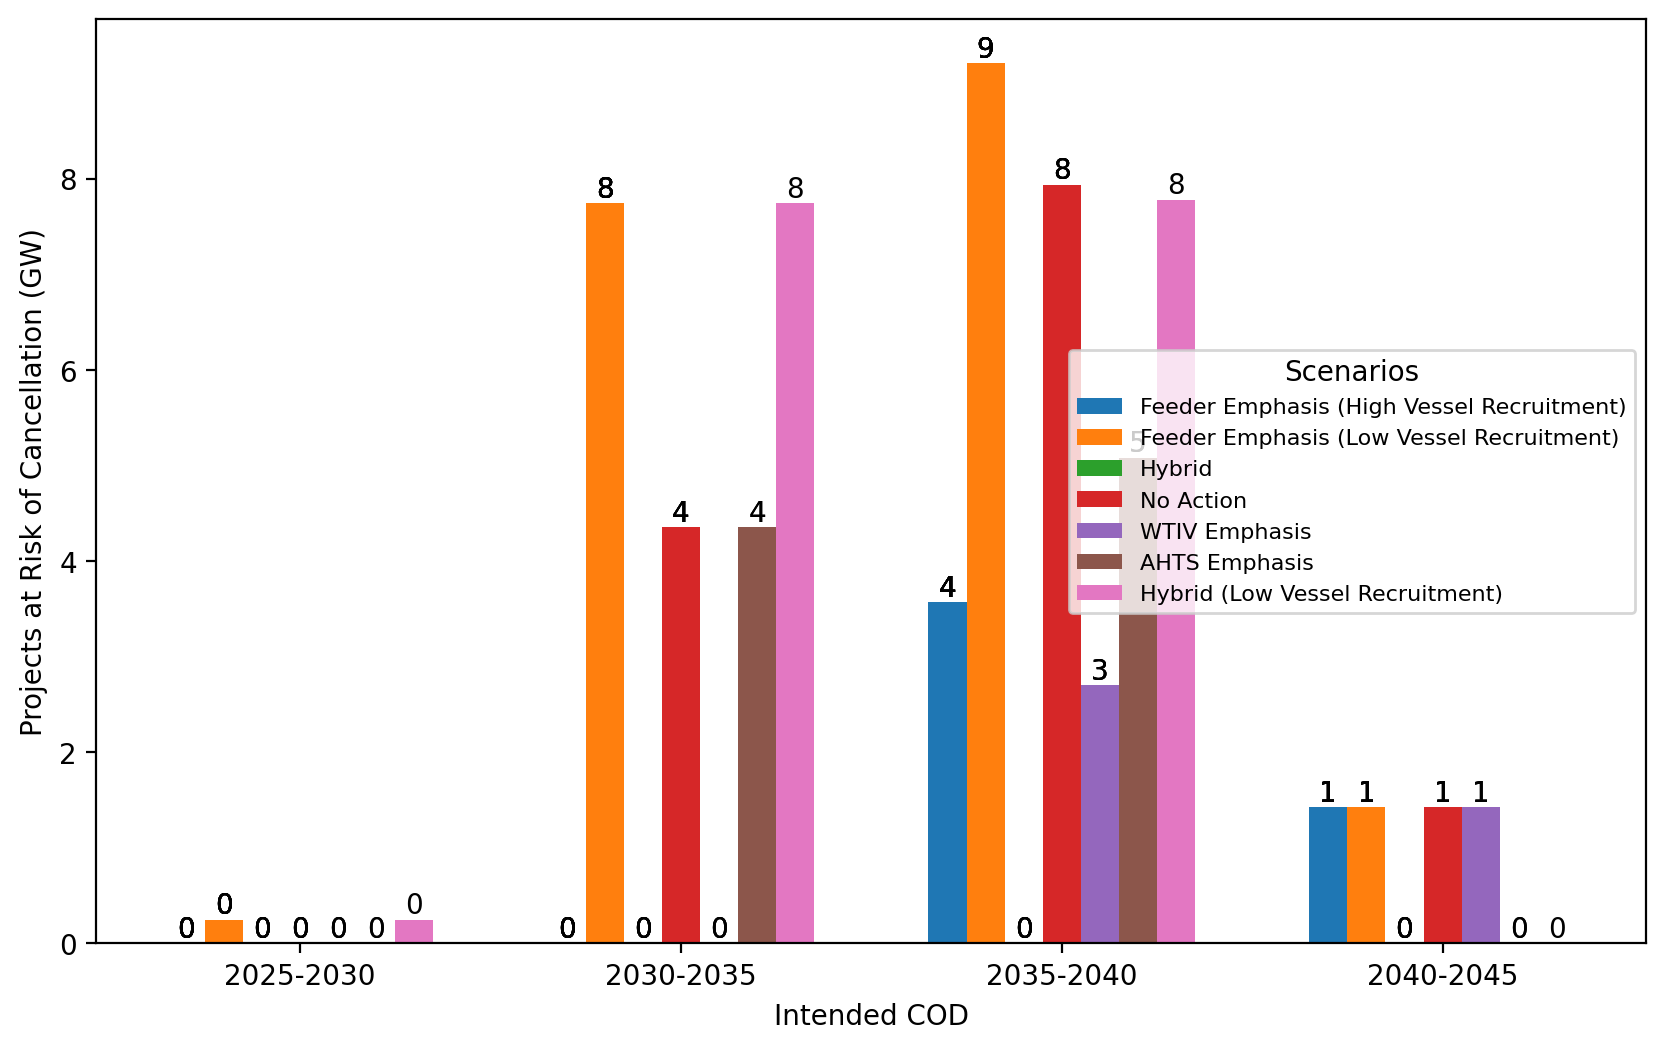 9
8
8
8
8
8
6
Scenarios
Feeder Emphasis (High Vessel Recruitment)
5
Feeder Emphasis (Low Vessel Recruitment)
Hybrid
No Action
WTIV Emphasis
AHTS Emphasis
Hybrid (Low Vessel Recruitment)
4 4
4
4
3
2
1 1 1 1
0 0
0 0 0 0 0 0 0 0 0 0 0 0
0
2025-2030 2030-2035 2035-2040 2040-2045
Intended COD
Projects at Risk of Cancellation (GW)